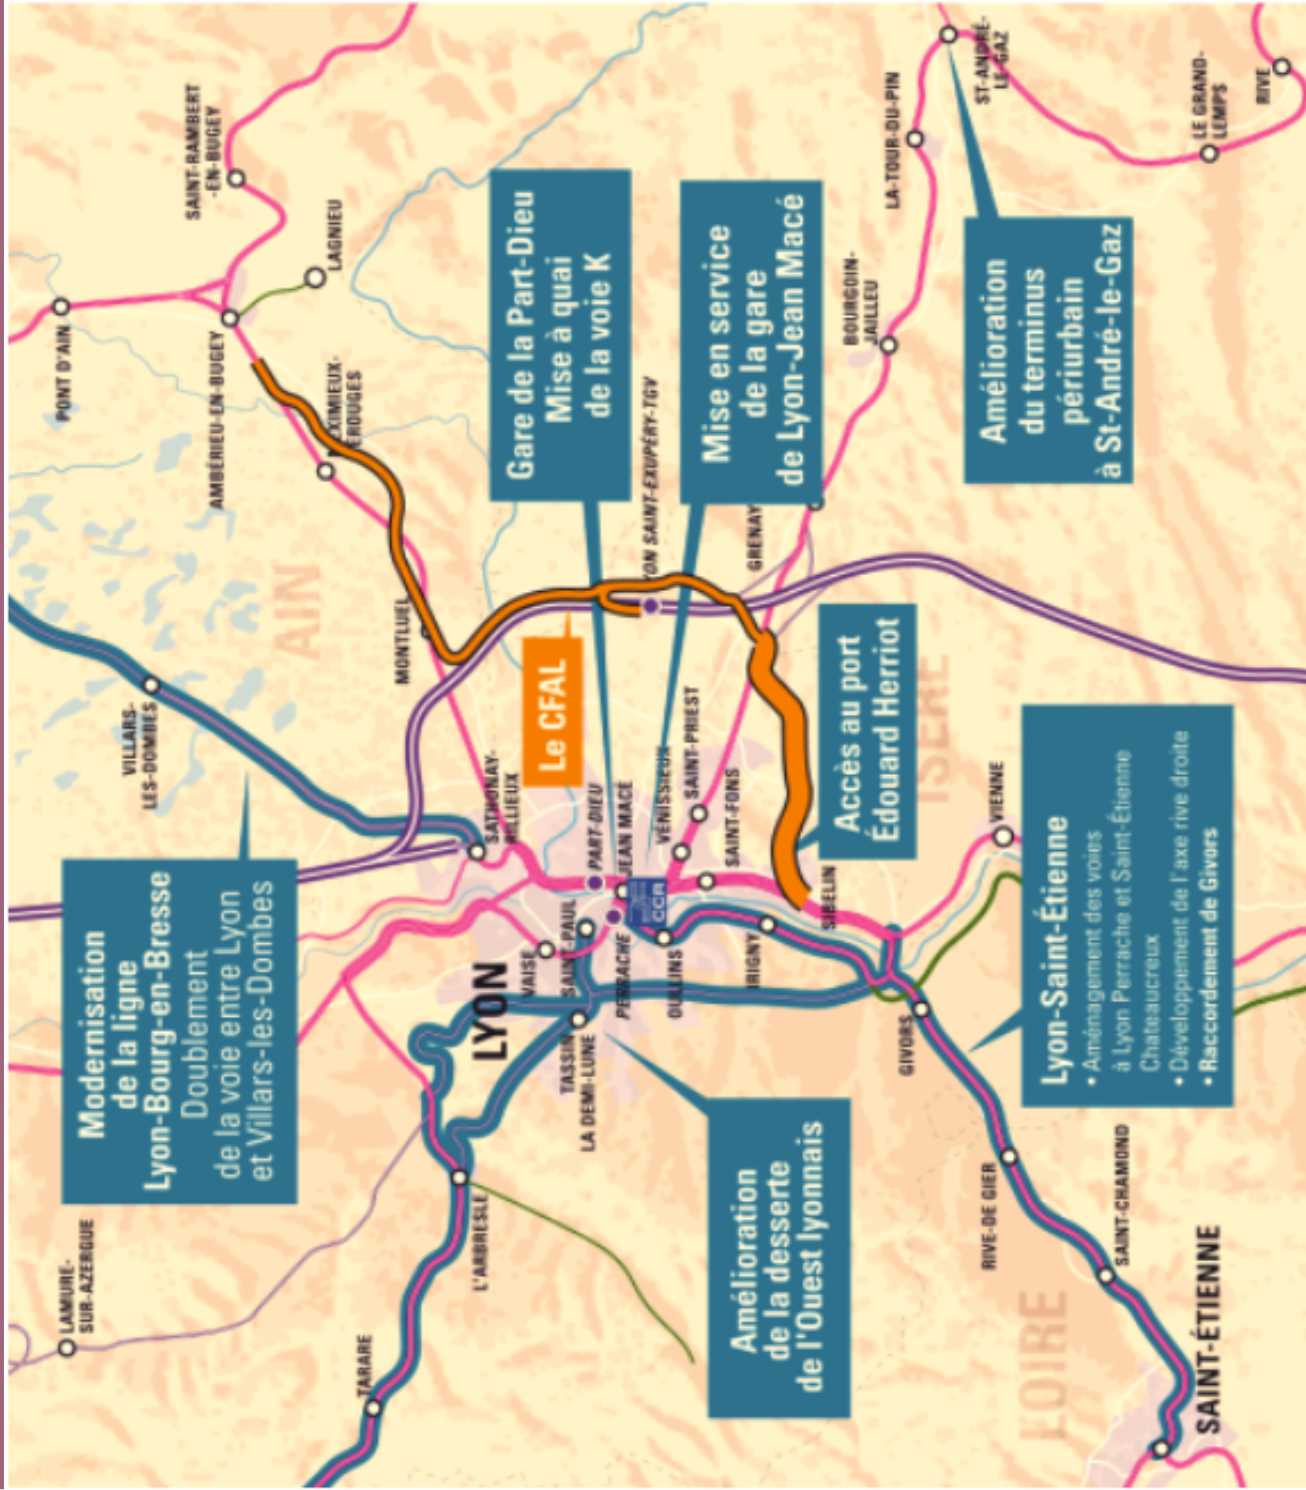 LAMURE-
SUR-AZERGUE
Modernisation
de la ligne
Lyon-Bourg-en-Bresse
Doublement
de la voie entre Lyon
et Villars-les-Dombes
VILLARS-
LES-DOMBES
PONT D'AIN
SAINT-RAMBERT
-EN-BUGEY
AMBÉRIEU-EN-BUGEY
LAGNIEU
AIN
EXIMIEUX-
EROUGES
TARARE
MONTLUEL
L'ARBRESLE
LYON
SATHONAY-
RILLIEUX
VAISE
Le CFAL
Gare de la Part-Dieu
Mise à quai
de la voie K
SAINT-PAUL
PART-DIEU
TASSIN
LA DEMI-LUNE
PERRACHE
JEAN MACÉ
CCR
ON SAINT-EXUPÉRY-TGV
OULLINS
VÉNISSIEUX
SAINT-PRIEST
Mise en service
de la gare
de Lyon-Jean Macé
SAINT-FONS
IRIGNY
GRENAY
Amélioration
de la desserte
de l'Ouest lyonnais
SIBELIN
Accès au port
Édouard Herriot
BOURGOIN-
JAILLEU
LA-TOUR-DU-PIN
ST-ANDRÉ-
LE-GAZ
GIVORS
ISÈRE
VIENNE
Amélioration
du terminus
périurbain
à St-André-le-Gaz
RIVE-DE GIER
LOIRE
Lyon-Saint-Étienne
• Aménagement des voies
à Lyon Perrache et Saint-Étienne
Chateaucreux
• Développement de l'axe rive droite
• Raccordement de Givors
SAINT-CHAMOND
SAINT-ÉTIENNE
LE GRAND-
LEMPS
RIVE